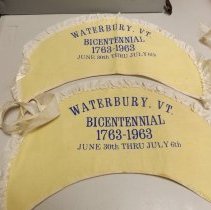 WATERBURY, VT.
BICENTENNIAL
1763-1963
JUNE 30th THRU JULY 6th
WATERBURY, VT.
BICENTENNIAL
1763-1963
JUNE 30th THRU JULY 6th